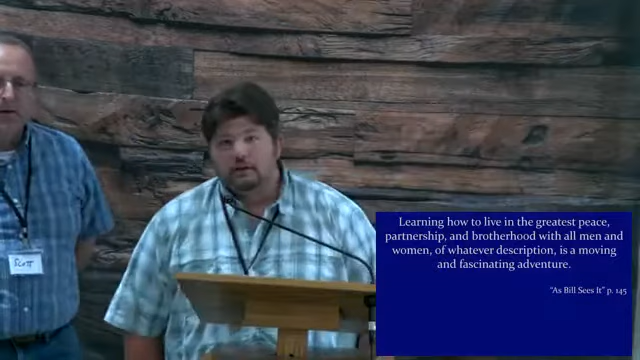 SCOTT
Learning how to live in the greatest peace,
partnership, and brotherhood with all men and
women, of whatever description, is a moving
and fascinating adventure.
"As Bill Sees It" p. 145